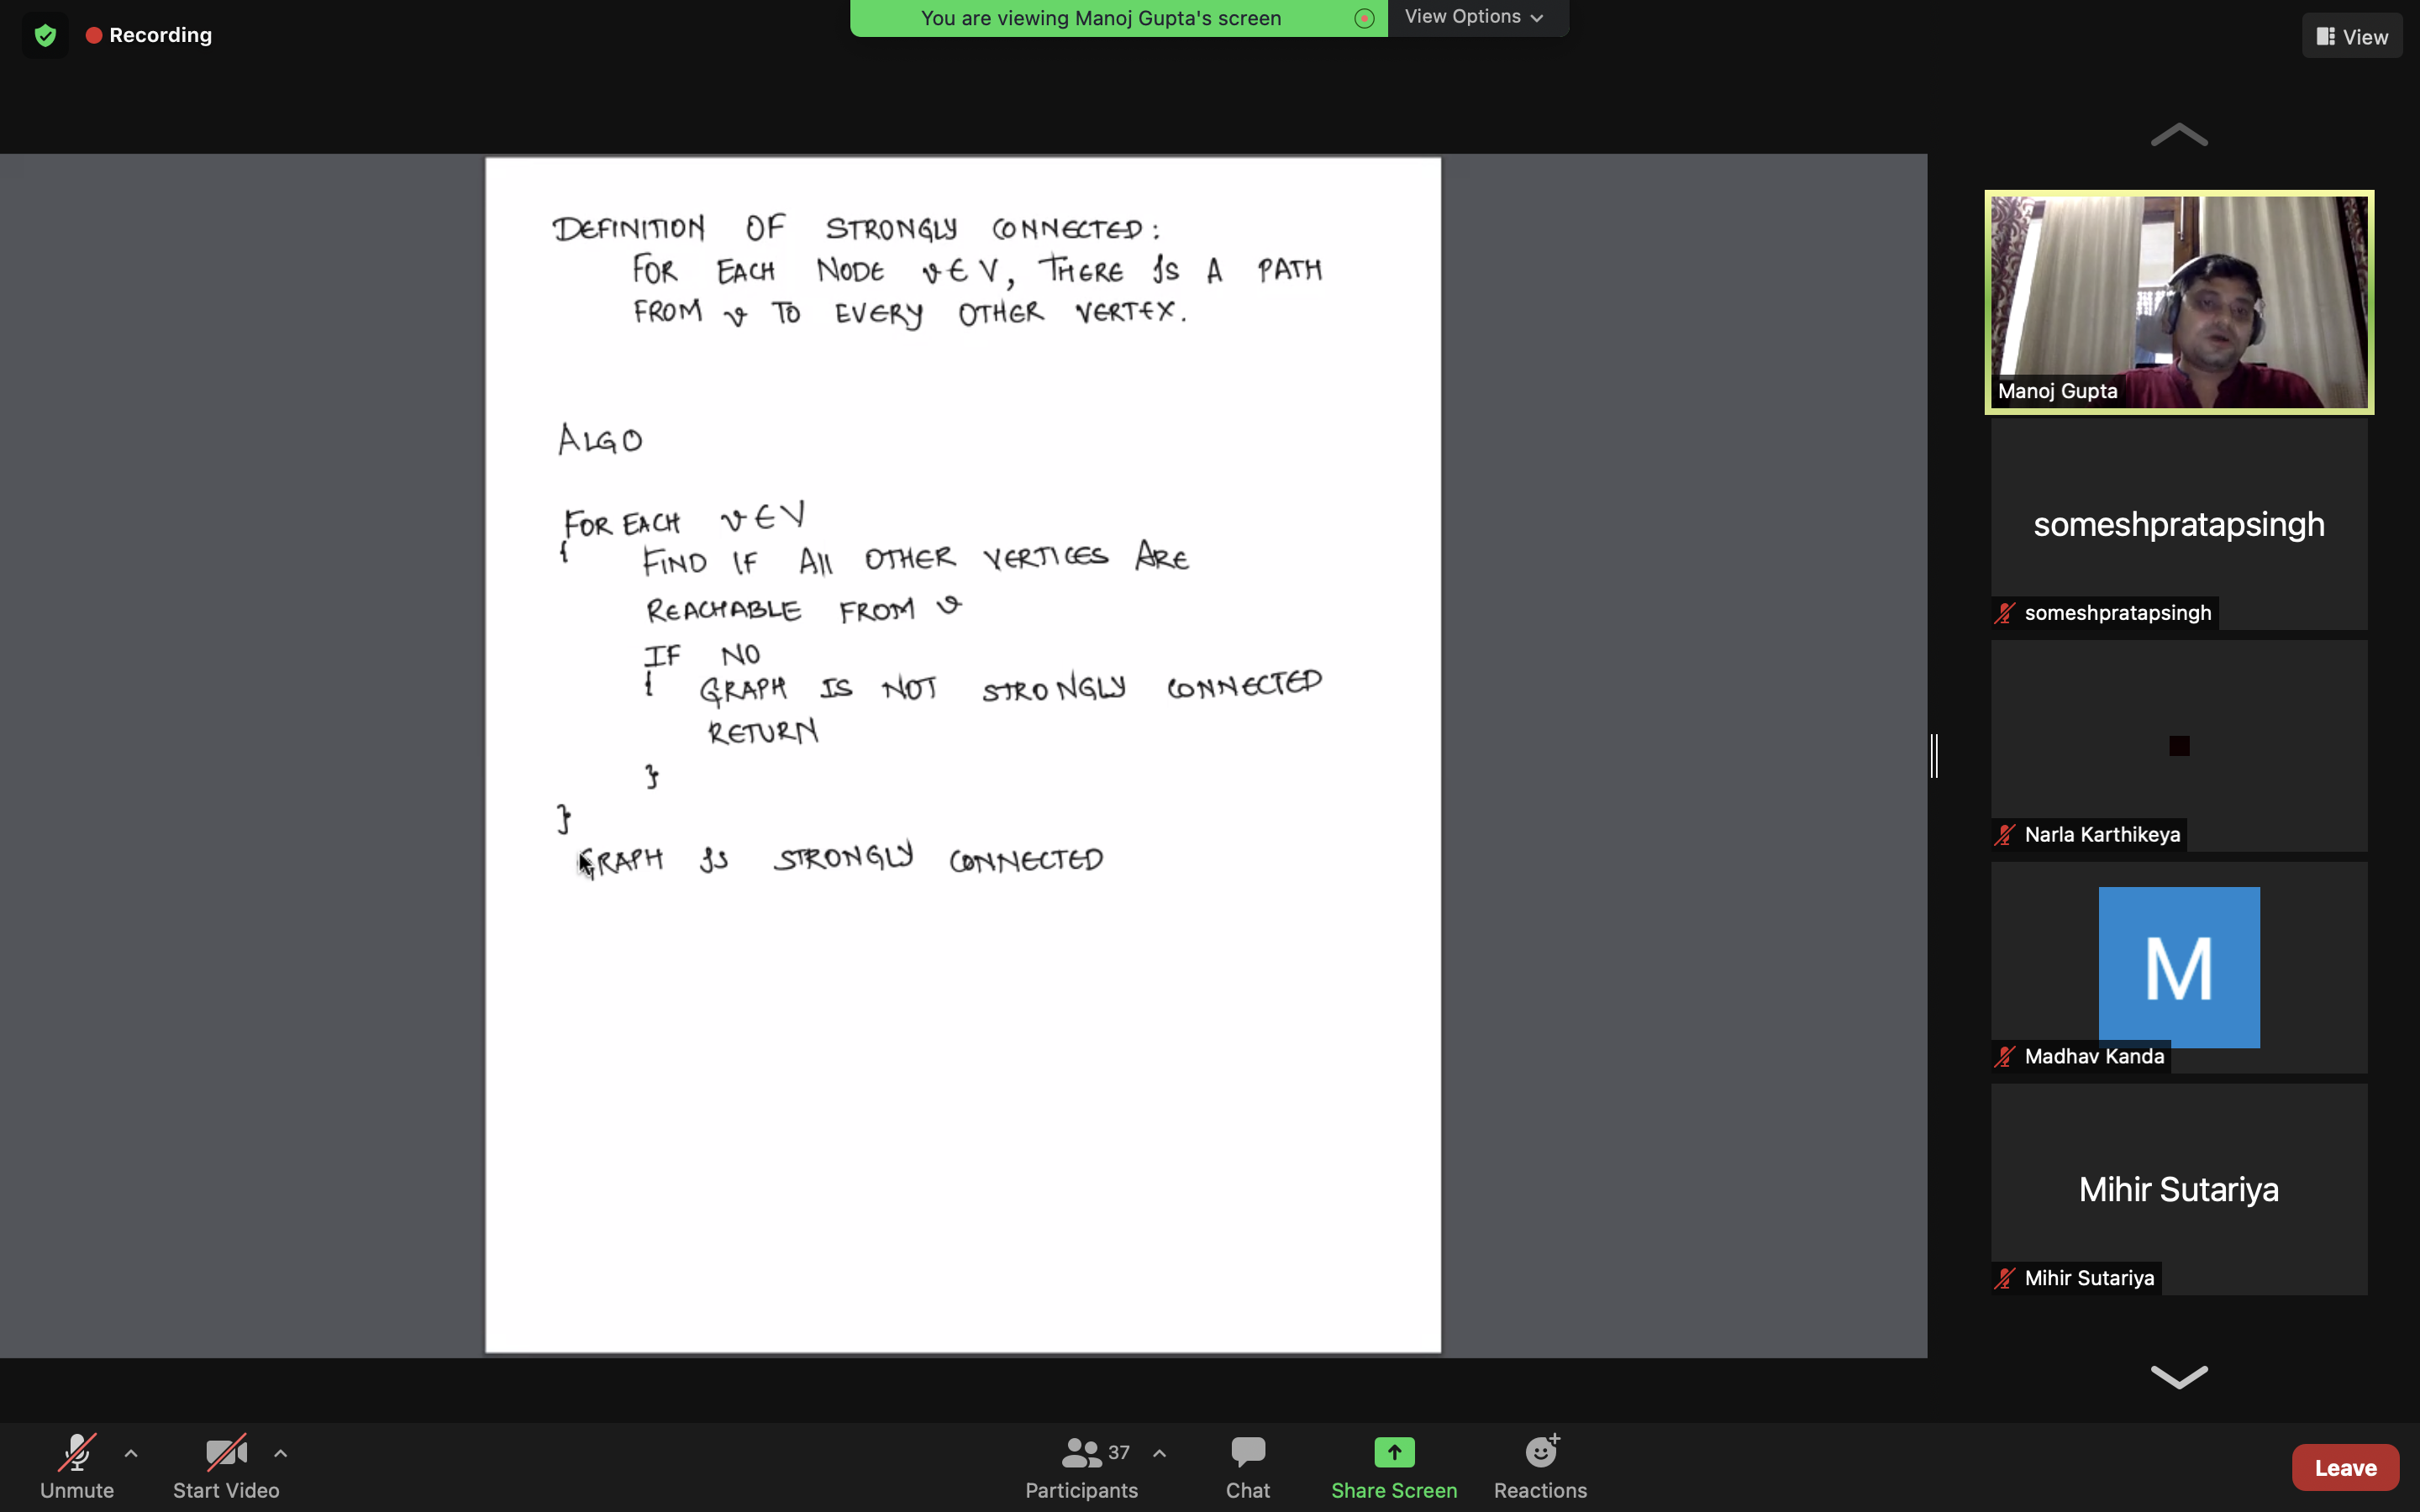 You are viewing Manoj Gupta's screen
View Options
Recording
View
DEFINITION OF STRONGLY CONNECTED:
FOR EACH NODE v ∈ V, THERE IS A PATH
FROM v TO EVERY OTHER VERTEX.
ALGO
FOR EACH v ∈ V
{ FIND IF All OTHER VERTICES ARE
REACHABLE FROM v
IF NO
{ GRAPH IS NOT STRONGLY CONNECTED
RETURN
}
}
GRAPH IS STRONGLY CONNECTED
Manoj Gupta
someshpratapsingh
someshpratapsingh
Narla Karthikeya
M
Madhav Kanda
Mihir Sutariya
Mihir Sutariya
Unmute
Start Video
37
Participants
Chat
Share Screen
Reactions
Leave